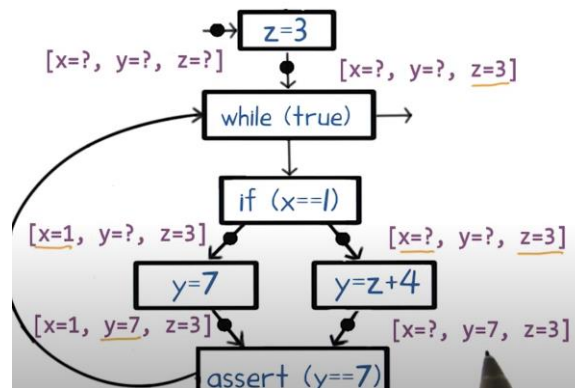 z=3
[x=?, y=?, z=?]
[x=?, y=?, z=3]
while (true)
if (x==1)
[x=1, y=?, z=3]
[x=?, y=?, z=3]
y=7
y=z+4
[x=1, y=7, z=3]
[x=?, y=7, z=3]
assert (y==7)